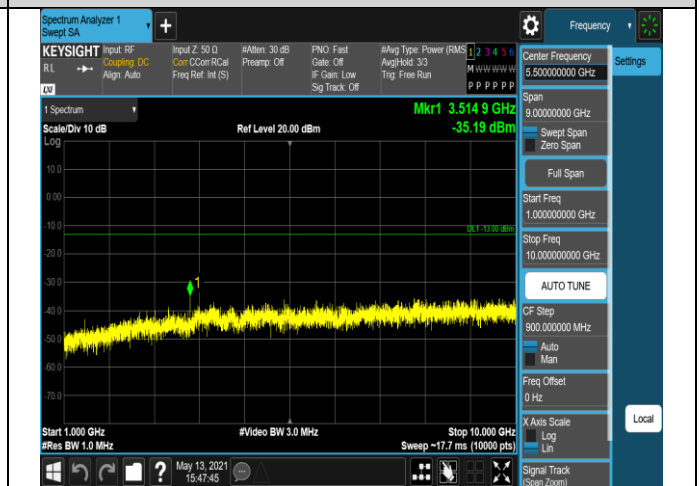 Spectrum Analyzer 1
Swept SA
Frequency
KEYSIGHT
RL
LXI
Input: RF
Coupling: DC
Align: Auto
Input Z: 50 Ω
Corr CCorr RCal
Freq Ref: Int (S)
#Atten: 30 dB
Preamp: Off
PNO: Fast
Gate: Off
IF Gain: Low
Sig Track: Off
#Avg Type: Power (RMS
Avg|Hold: 3/3
Trig: Free Run
1 2 3 4 5 6
M W W W W W
P P P P P P
Center Frequency
5.500000000 GHz
Settings
Span
9.00000000 GHz
Swept Span
Zero Span
Full Span
Start Freq
1.000000000 GHz
Stop Freq
10.000000000 GHz
AUTO TUNE
CF Step
900.000000 MHz
Auto
Man
Freq Offset
0 Hz
X Axis Scale
Log
Lin
Signal Track
(Span Zoom)
Local
1 Spectrum
Scale/Div 10 dB
Log
Ref Level 20.00 dBm
Mkr1 3.514 9 GHz
-35.19 dBm
10.0
0.00
-10.0
DL1 -13.00 dBm
-20.0
-30.0
1
-40.0
-50.0
-60.0
-70.0
Start 1.000 GHz
#Res BW 1.0 MHz
#Video BW 3.0 MHz
Stop 10.000 GHz
Sweep ~17.7 ms (10000 pts)
?
May 13, 2021
15:47:45